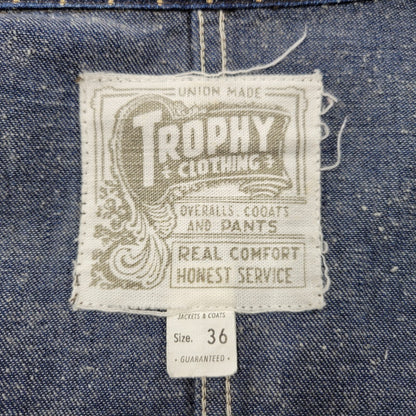 UNION MADE
TROPHY
CLOTHING
OVERALLS, COOATS
AND PANTS
REAL COMFORT
HONEST SERVICE
JACKETS & COATS
Size. 36
· GUARANTEED ·